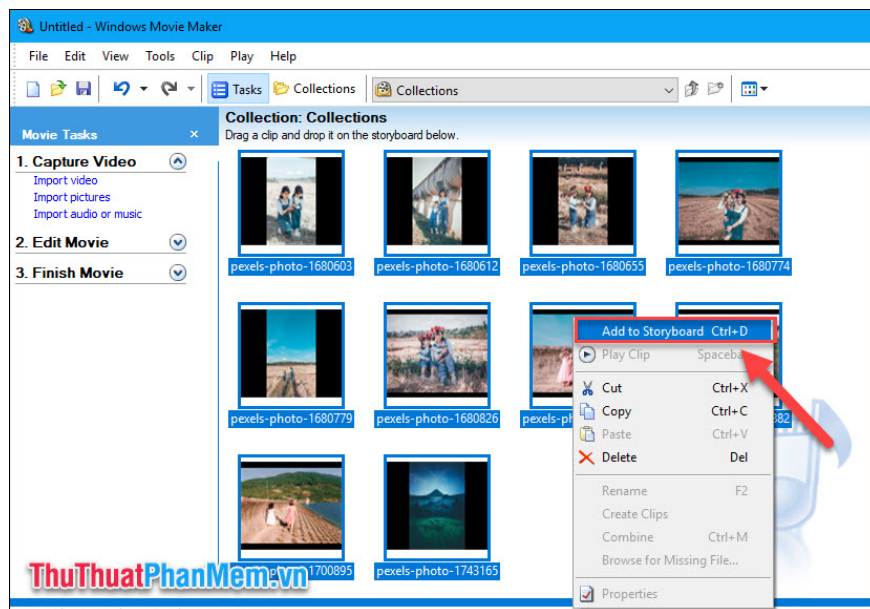 Untitled - Windows Movie Maker
File Edit View Tools Clip Play Help
Tasks Collections Collections
Movie Tasks ×
Collection: Collections
Drag a clip and drop it on the storyboard below.
1. Capture Video
Import video
Import pictures
Import audio or music
2. Edit Movie
3. Finish Movie
pexels-photo-1680603 pexels-photo-1680612 pexels-photo-1680655 pexels-photo-1680774
pexels-photo-1680779 pexels-photo-1680826
Add to Storyboard Ctrl+D
Play Clip
Cut Ctrl+X
Copy Ctrl+C
Paste Ctrl+V
Delete Del
Rename F2
Create Clips
Combine Ctrl+M
Browse for Missing File...
Properties
1700895 pexels-photo-1743165
ThuThuatPhanMem.vn